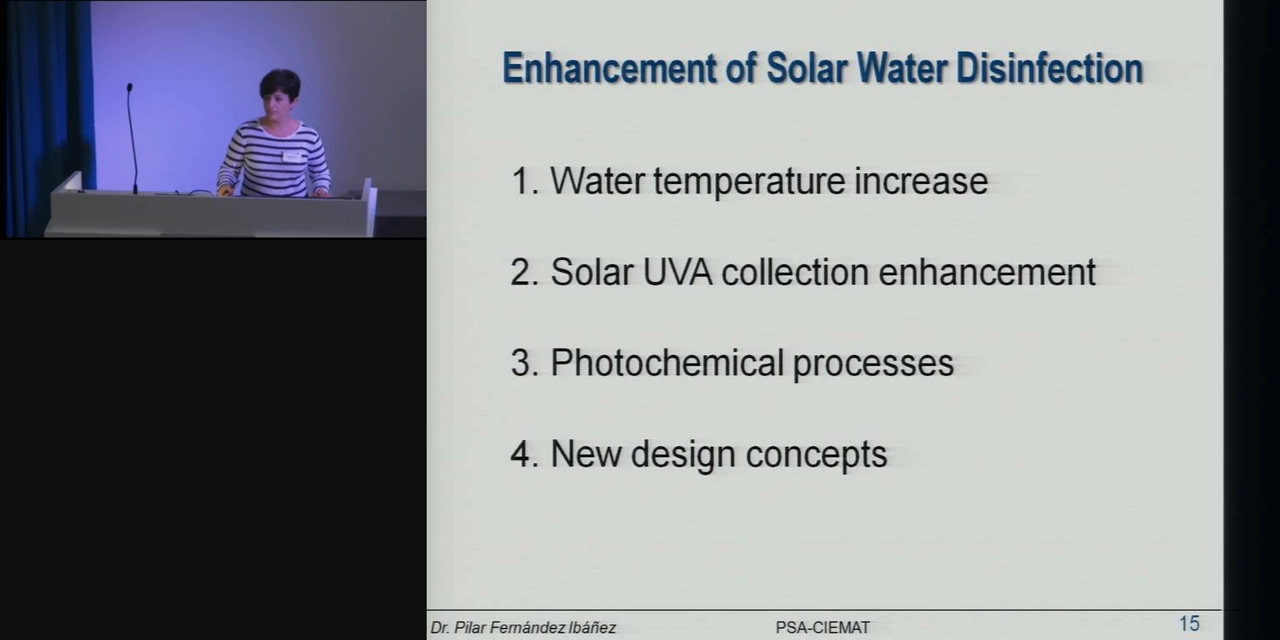 Enhancement of Solar Water Disinfection
1. Water temperature increase
2. Solar UVA collection enhancement
3. Photochemical processes
4. New design concepts
Dr. Pilar Fernández Ibáñez
PSA-CIEMAT
15